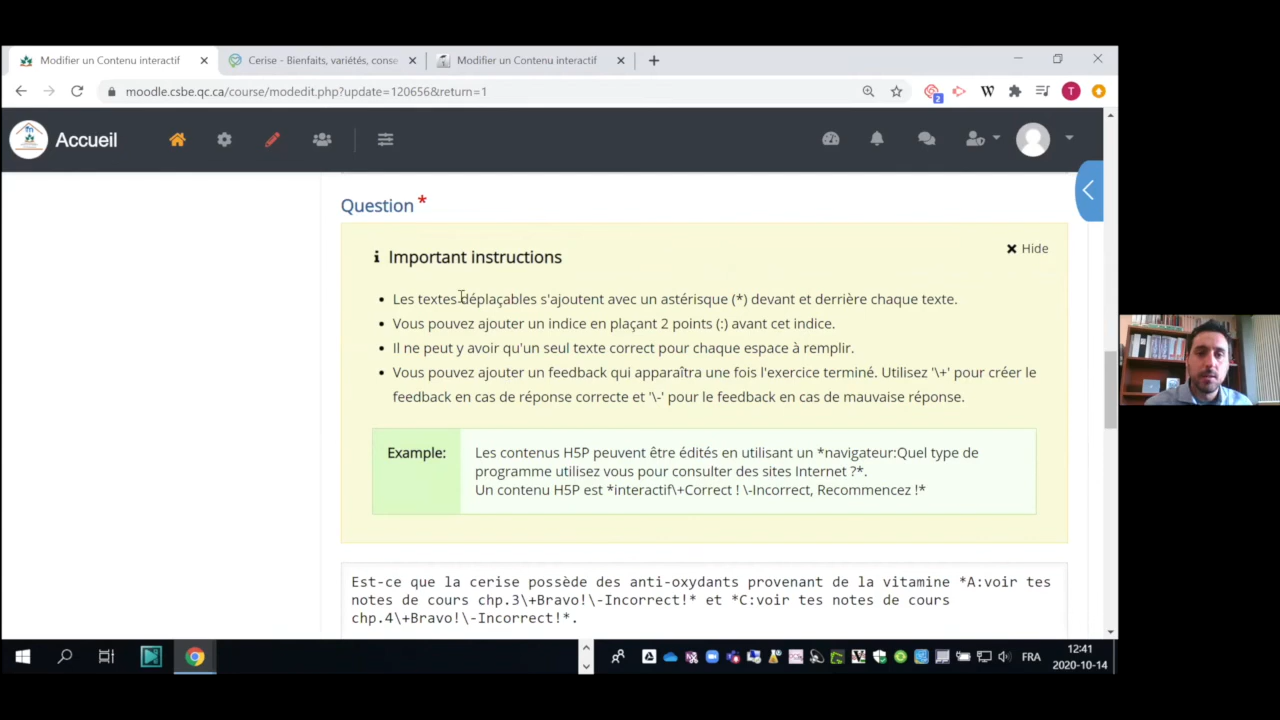 Modifier un Contenu interactif
Cerise - Bienfaits, variétés, conse
Modifier un Contenu interactif
moodle.csbe.qc.ca/course/modedit.php?update=120656&return=1
2
W
T
Accueil
Question *
Important instructions
Hide
Les textes déplaçables s'ajoutent avec un astérisque (*) devant et derrière chaque texte.
Vous pouvez ajouter un indice en plaçant 2 points (:) avant cet indice.
Il ne peut y avoir qu'un seul texte correct pour chaque espace à remplir.
Vous pouvez ajouter un feedback qui apparaîtra une fois l'exercice terminé. Utilisez '\+' pour créer le
feedback en cas de réponse correcte et '\-' pour le feedback en cas de mauvaise réponse.
Example:
Les contenus H5P peuvent être édités en utilisant un *navigateur:Quel type de
programme utilisez vous pour consulter des sites Internet ?*.
Un contenu H5P est *interactif\+Correct ! \-Incorrect, Recommencez !*
Est-ce que la cerise possède des anti-oxydants provenant de la vitamine *A:voir tes
notes de cours chp.3\+Bravo!\-Incorrect!* et *C:voir tes notes de cours
chp.4\+Bravo!\-Incorrect!*.
FRA
12:41
2020-10-14